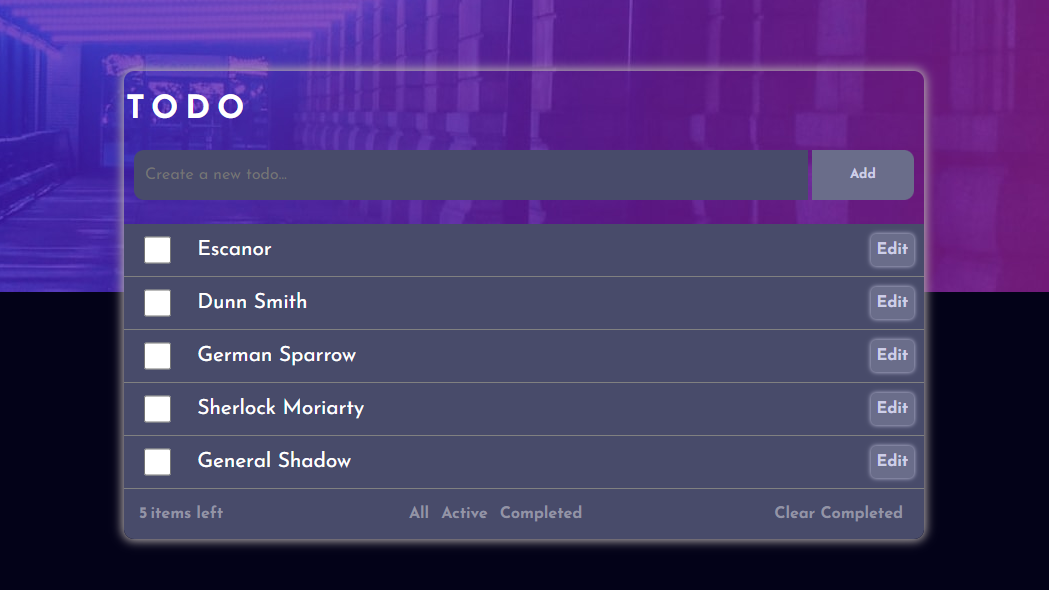 TODO
Create a new todo...
Add
Escanor
Edit
Dunn Smith
Edit
German Sparrow
Edit
Sherlock Moriarty
Edit
General Shadow
Edit
5 items left
All Active Completed
Clear Completed